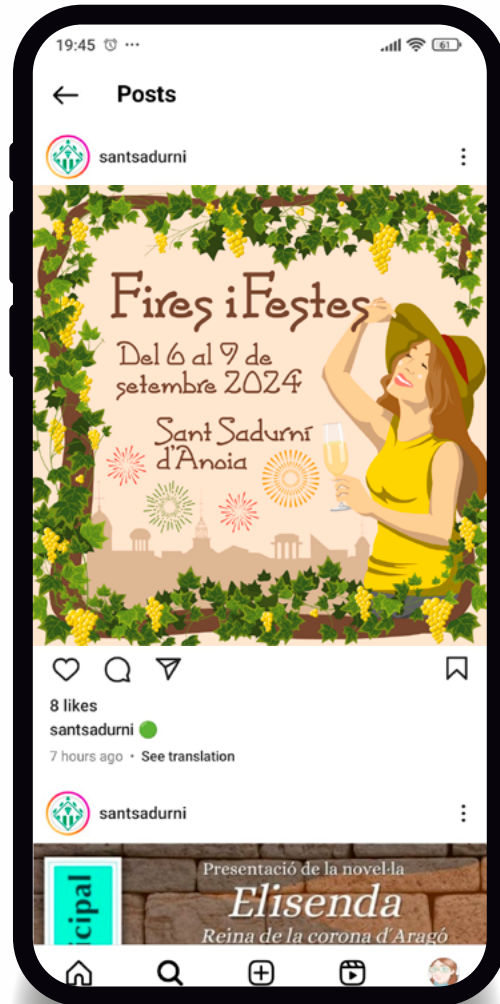 19:45
61
Posts
santsadurni
Fires i Festes
Del 6 al 9 de
setembre 2024
Sant Sadurní
d'Anoia
8 likes
santsadurni
7 hours ago • See translation
santsadurni
cipal
Presentació de la novel·la
Elisenda
Reina de la corona d'Aragó